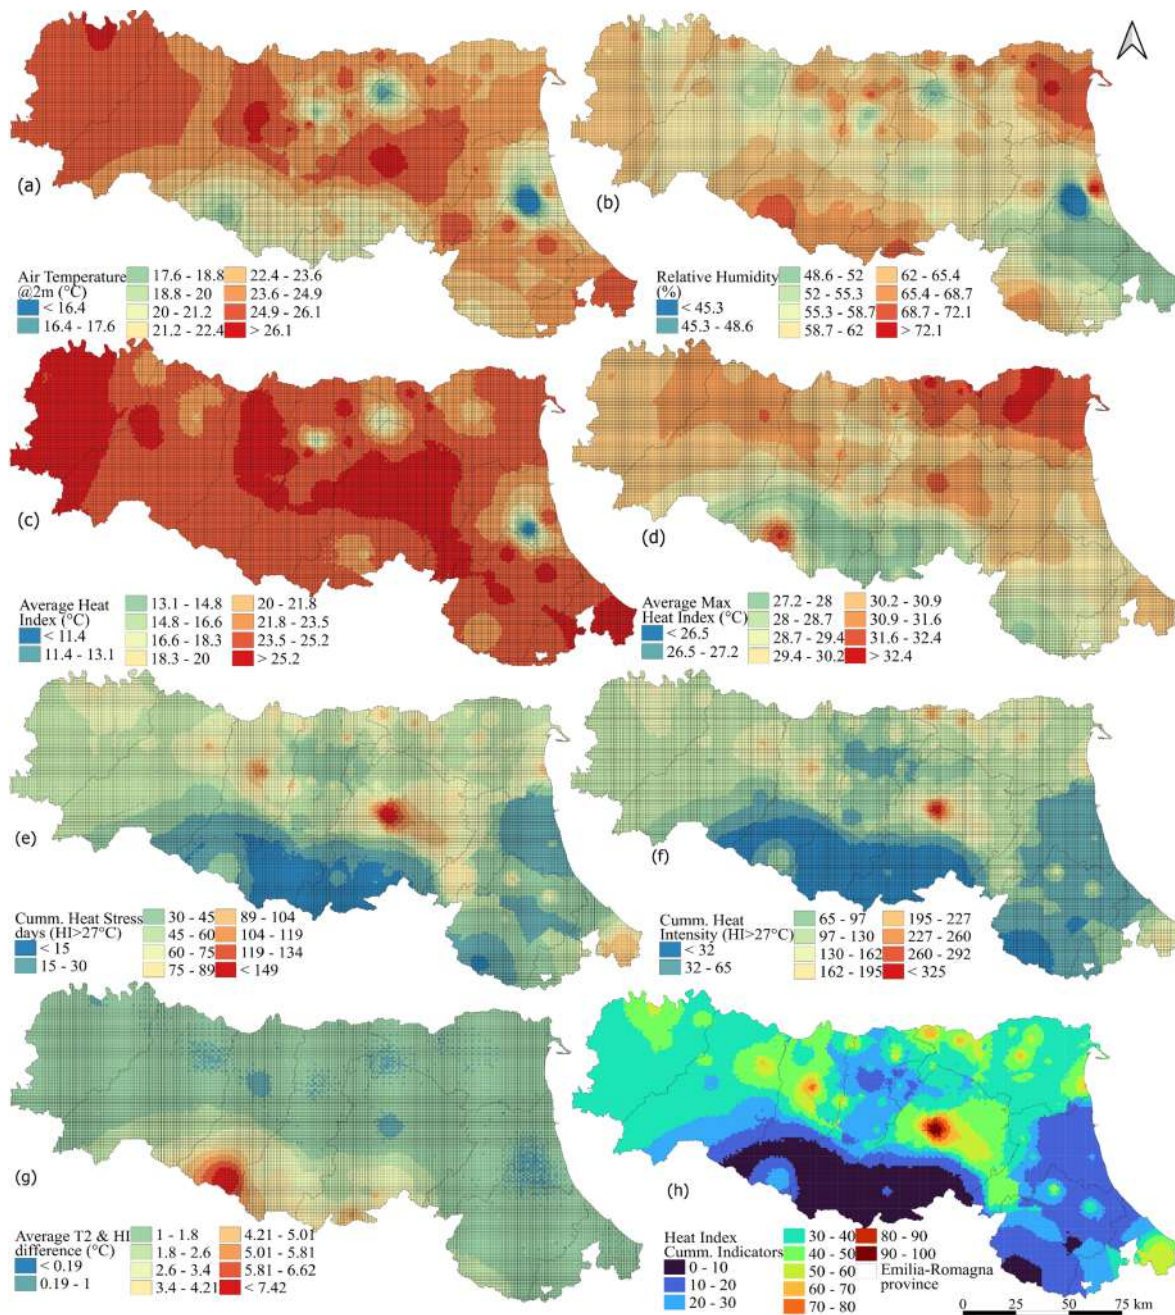 (a)
Air Temperature
@2m (°C)
< 16.4
16.4 - 17.6
17.6 - 18.8
18.8 - 20
20 - 21.2
21.2 - 22.4
22.4 - 23.6
23.6 - 24.9
24.9 - 26.1
> 26.1
(b)
Relative Humidity
(%)
< 45.3
45.3 - 48.6
48.6 - 52
52 - 55.3
55.3 - 58.7
58.7 - 62
62 - 65.4
65.4 - 68.7
68.7 - 72.1
> 72.1
(c)
Average Heat
Index (°C)
< 11.4
11.4 - 13.1
13.1 - 14.8
14.8 - 16.6
16.6 - 18.3
18.3 - 20
20 - 21.8
21.8 - 23.5
23.5 - 25.2
> 25.2
(d)
Average Max
Heat Index (°C)
< 26.5
26.5 - 27.2
27.2 - 28
28 - 28.7
28.7 - 29.4
29.4 - 30.2
30.2 - 30.9
30.9 - 31.6
31.6 - 32.4
> 32.4
(e)
Cumm. Heat Stress
days (HI>27°C)
< 15
15 - 30
30 - 45
45 - 60
60 - 75
75 - 89
89 - 104
104 - 119
119 - 134
< 149
(f)
Cumm. Heat
Intensity (HI>27°C)
< 32
32 - 65
65 - 97
97 - 130
130 - 162
162 - 195
195 - 227
227 - 260
260 - 292
< 325
(g)
Average T2 & HI
difference (°C)
< 0.19
0.19 - 1
1 - 1.8
1.8 - 2.6
2.6 - 3.4
3.4 - 4.21
4.21 - 5.01
5.01 - 5.81
5.81 - 6.62
< 7.42
(h)
Heat Index
Cumm. Indicators
0 - 10
10 - 20
20 - 30
30 - 40
40 - 50
50 - 60
60 - 70
70 - 80
80 - 90
90 - 100
Emilia-Romagna
province
0 25 50 75 km